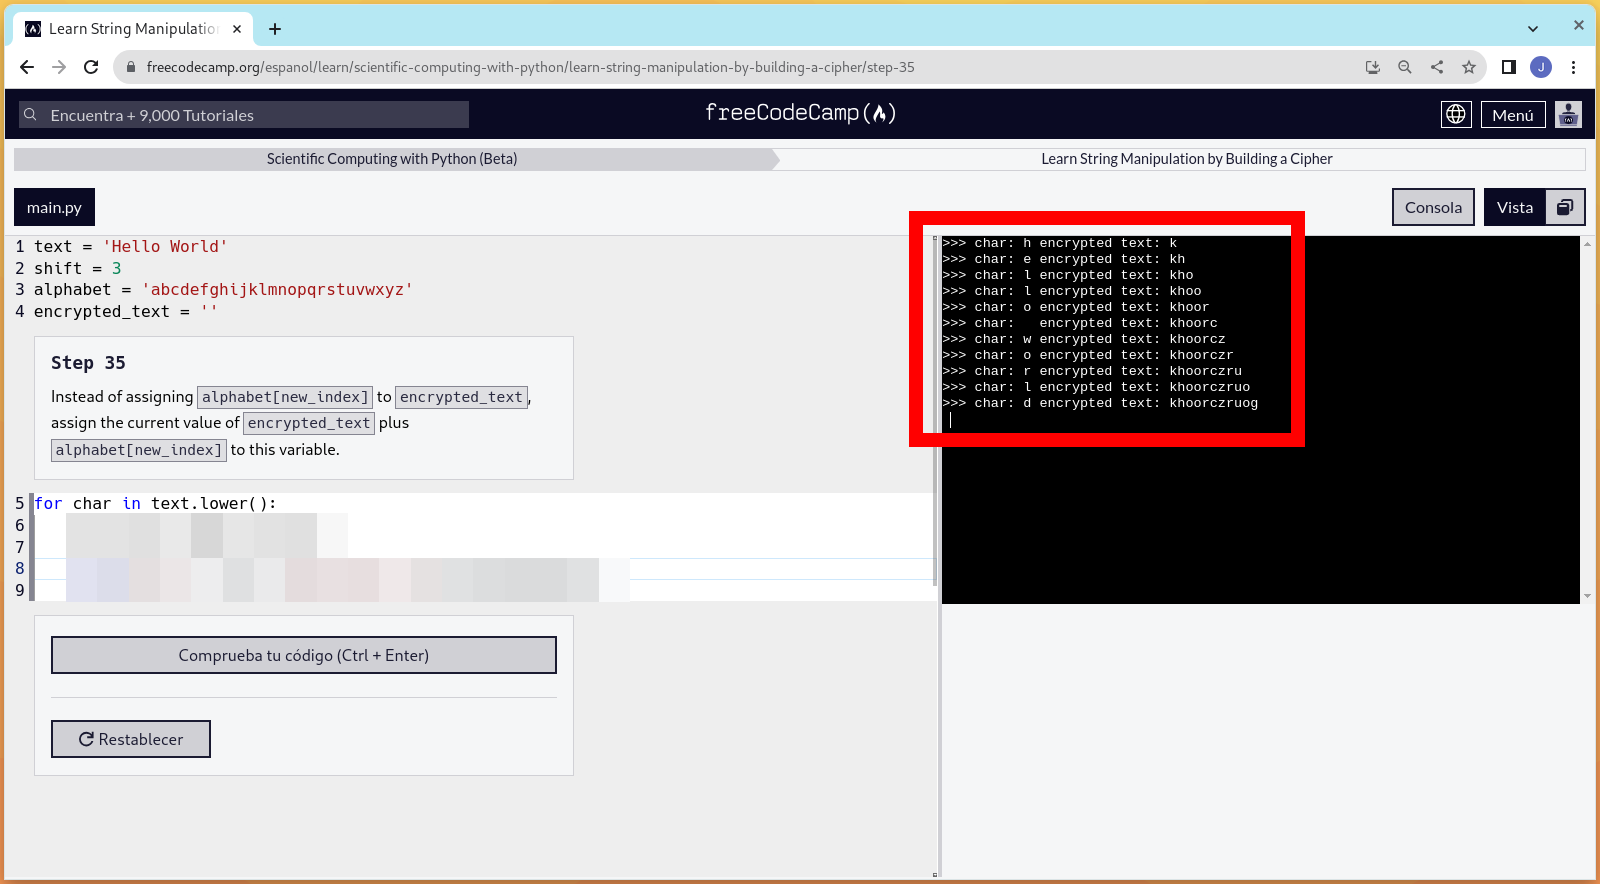 Learn String Manipulatio
freecodecamp.org/espanol/learn/scientific-computing-with-python/learn-string-manipulation-by-building-a-cipher/step-35
J
Encuentra + 9,000 Tutoriales
freeCodeCamp
Menú
Scientific Computing with Python (Beta)
Learn String Manipulation by Building a Cipher
main.py
Consola
Vista
1 text = 'Hello World'
2 shift = 3
3 alphabet = 'abcdefghijklmnopqrstuvwxyz'
4 encrypted_text = ''
Step 35
Instead of assigning alphabet[new_index] to encrypted_text,
assign the current value of encrypted_text plus
alphabet[new_index] to this variable.
5 for char in text.lower():
6
7
8
9
Comprueba tu código (Ctrl + Enter)
Restablecer
>>> char: h encrypted text: k
>>> char: e encrypted text: kh
>>> char: l encrypted text: kho
>>> char: l encrypted text: khoo
>>> char: o encrypted text: khoor
>>> char:   encrypted text: khoorc
>>> char: w encrypted text: khoorcz
>>> char: o encrypted text: khoorczr
>>> char: r encrypted text: khoorczru
>>> char: l encrypted text: khoorczruo
>>> char: d encrypted text: khoorczruog